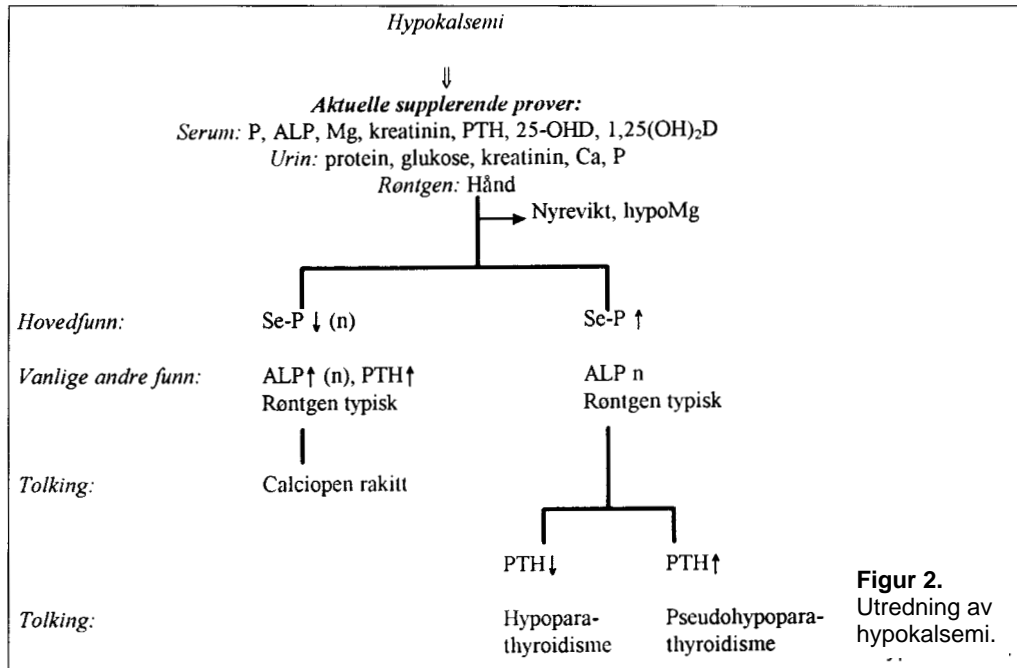 Hypokalsemi
⇓
Aktuelle supplerende prover:
Serum: P, ALP, Mg, kreatinin, PTH, 25-OHD, 1,25(OH)₂D
Urin: protein, glukose, kreatinin, Ca, P
Røntgen: Hånd
Nyrevikt, hypoMg
Hovedfunn: Se-P ↓ (n) Se-P ↑
Vanlige andre funn: ALP↑ (n), PTH↑ ALP n
Røntgen typisk Røntgen typisk
Tolking: Calciopen rakitt
PTH↓ PTH↑
Tolking: Hypopara- Pseudohypopara-
thyroidisme thyroidisme
Figur 2.
Utredning av
hypokalsemi.